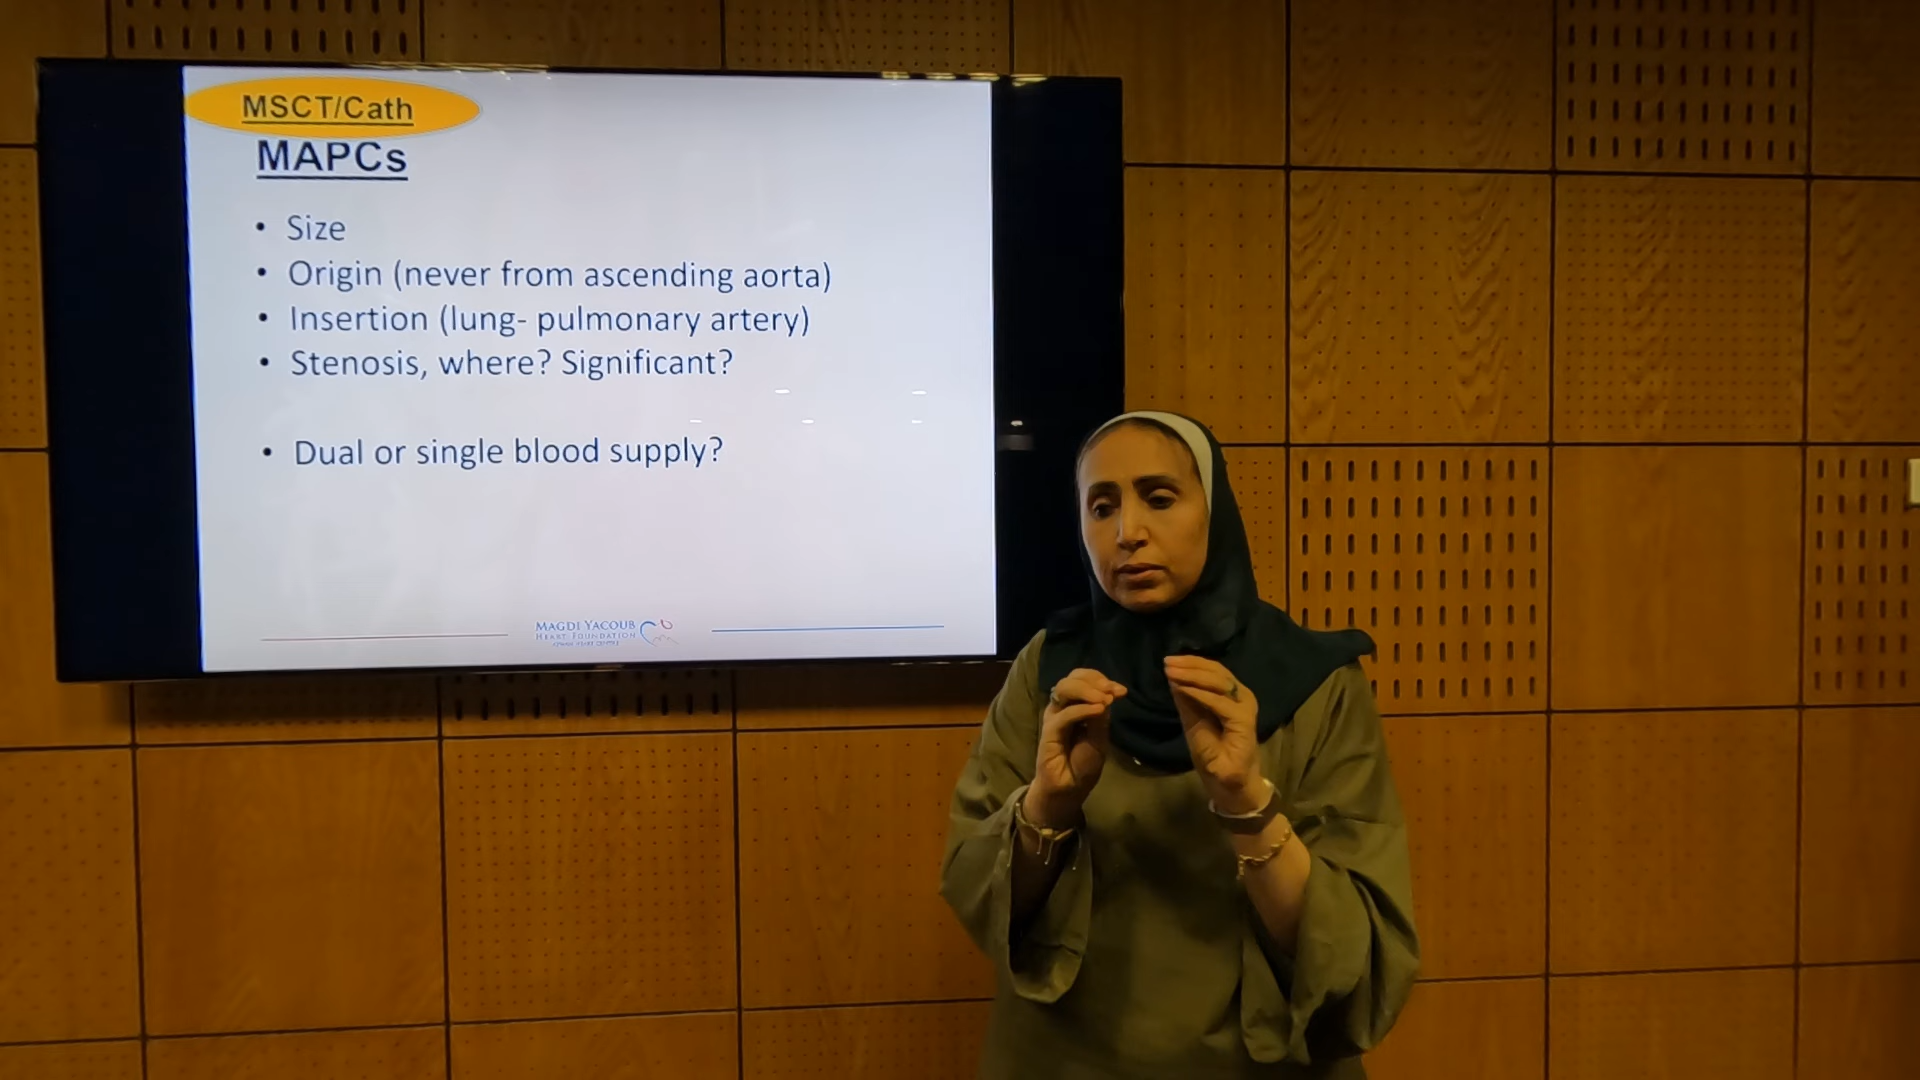 MSCT/Cath
MAPCs
• Size
• Origin (never from ascending aorta)
• Insertion (lung- pulmonary artery)
• Stenosis, where? Significant?
• Dual or single blood supply?
MAGDI YACOUB
HEART FOUNDATION